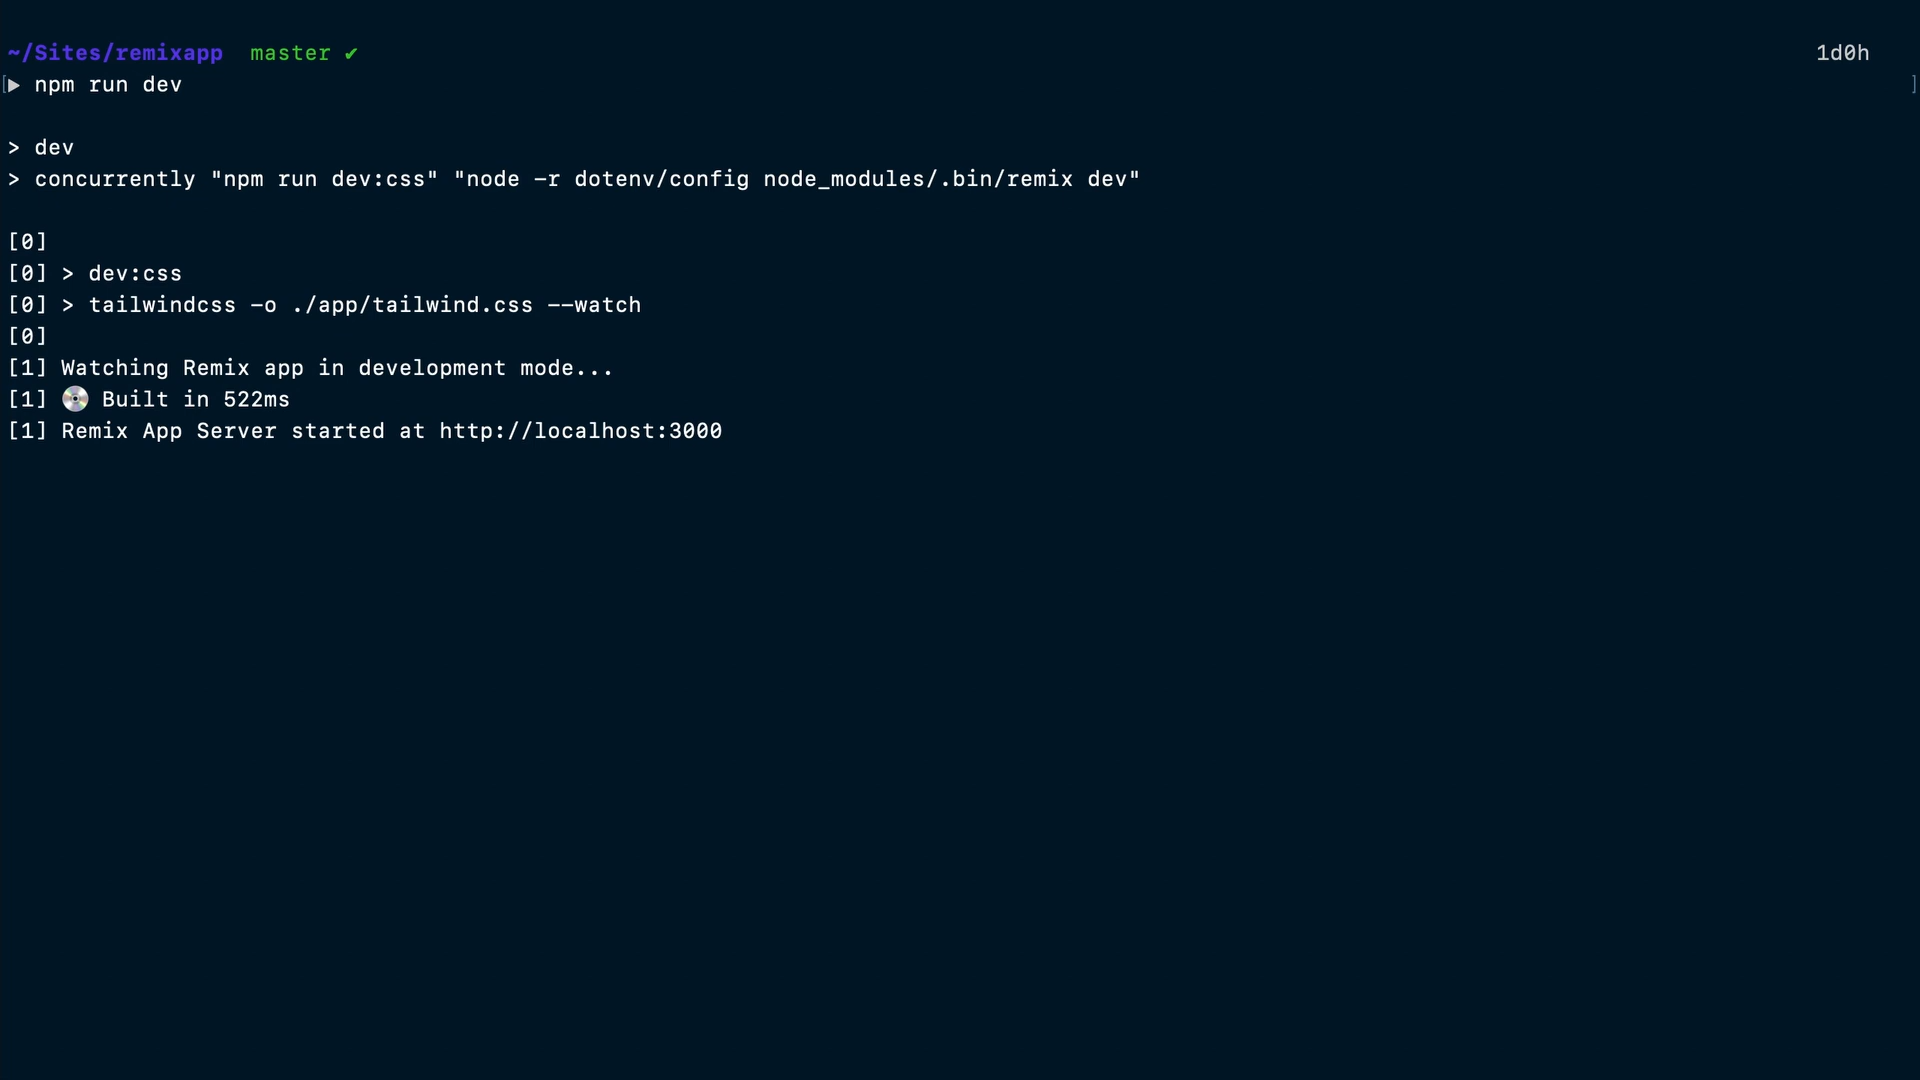 ~/Sites/remixapp master ✔ 1d0h
[▶ npm run dev ]
> dev
> concurrently "npm run dev:css" "node -r dotenv/config node_modules/.bin/remix dev"
[0]
[0] > dev:css
[0] > tailwindcss -o ./app/tailwind.css --watch
[0]
[1] Watching Remix app in development mode...
[1] 💿 Built in 522ms
[1] Remix App Server started at http://localhost:3000